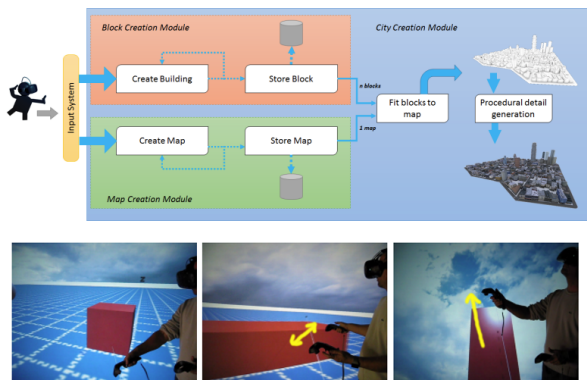 Block Creation Module
City Creation Module
Input System
Create Building
Store Block
n blocks
Fit blocks to
map
Procedural detail
generation
1 map
Create Map
Store Map
Map Creation Module